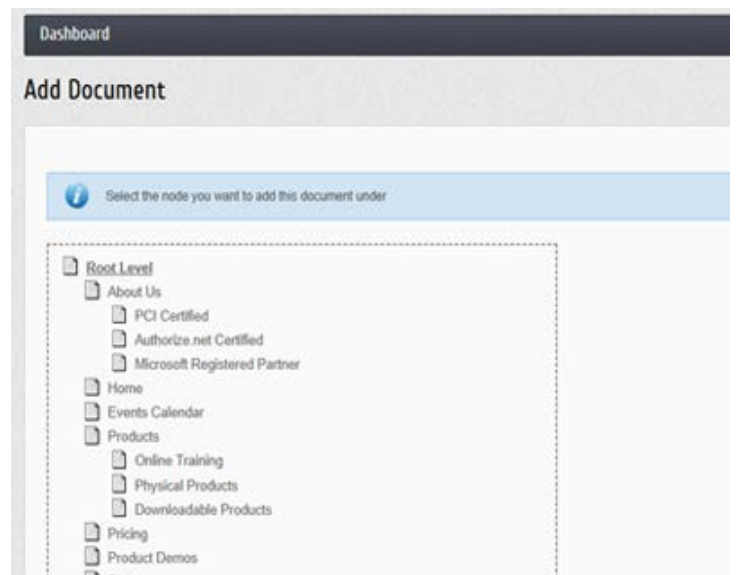 Dashboard
Add Document
Select the node you want to add this document under
Root Level
About Us
PCI Certified
Authorize.net Certified
Microsoft Registered Partner
Home
Events Calendar
Products
Online Training
Physical Products
Downloadable Products
Pricing
Product Demos